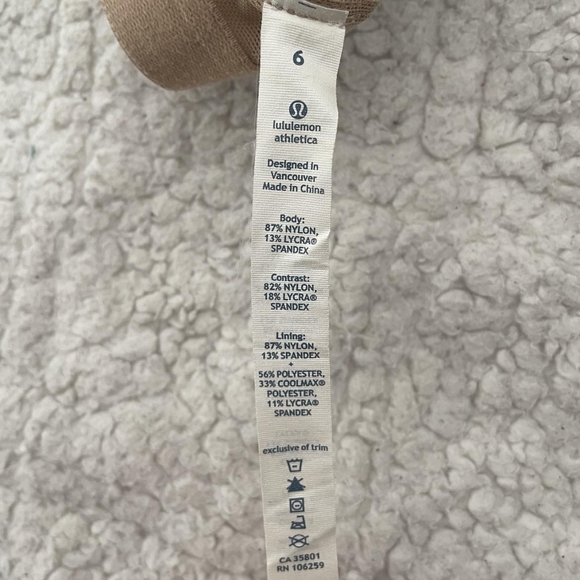 6
lululemon
athletica
Designed in
Vancouver
Made in China
Body:
87% NYLON,
13% LYCRA®
SPANDEX
Contrast:
82% NYLON,
18% LYCRA®
SPANDEX
Lining:
87% NYLON,
13% SPANDEX
+
56% POLYESTER,
33% COOLMAX®
POLYESTER,
11% LYCRA®
SPANDEX
exclusive of trim
CA 35801
RN 106259